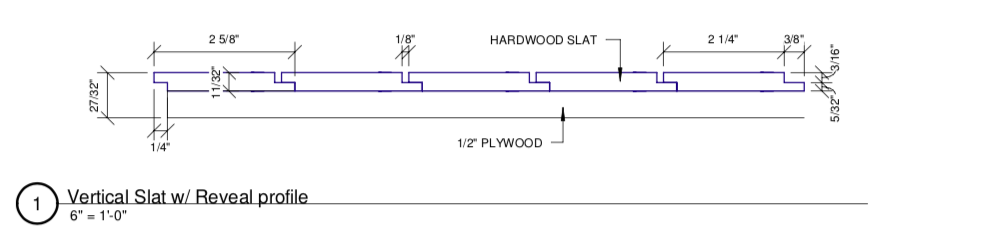 2 5/8"
1/8"
HARDWOOD SLAT
2 1/4"
3/8"
3/16"
27/32"
11/32"
5/32"
1/4"
1/2" PLYWOOD
1
Vertical Slat w/ Reveal profile
6" = 1'-0"